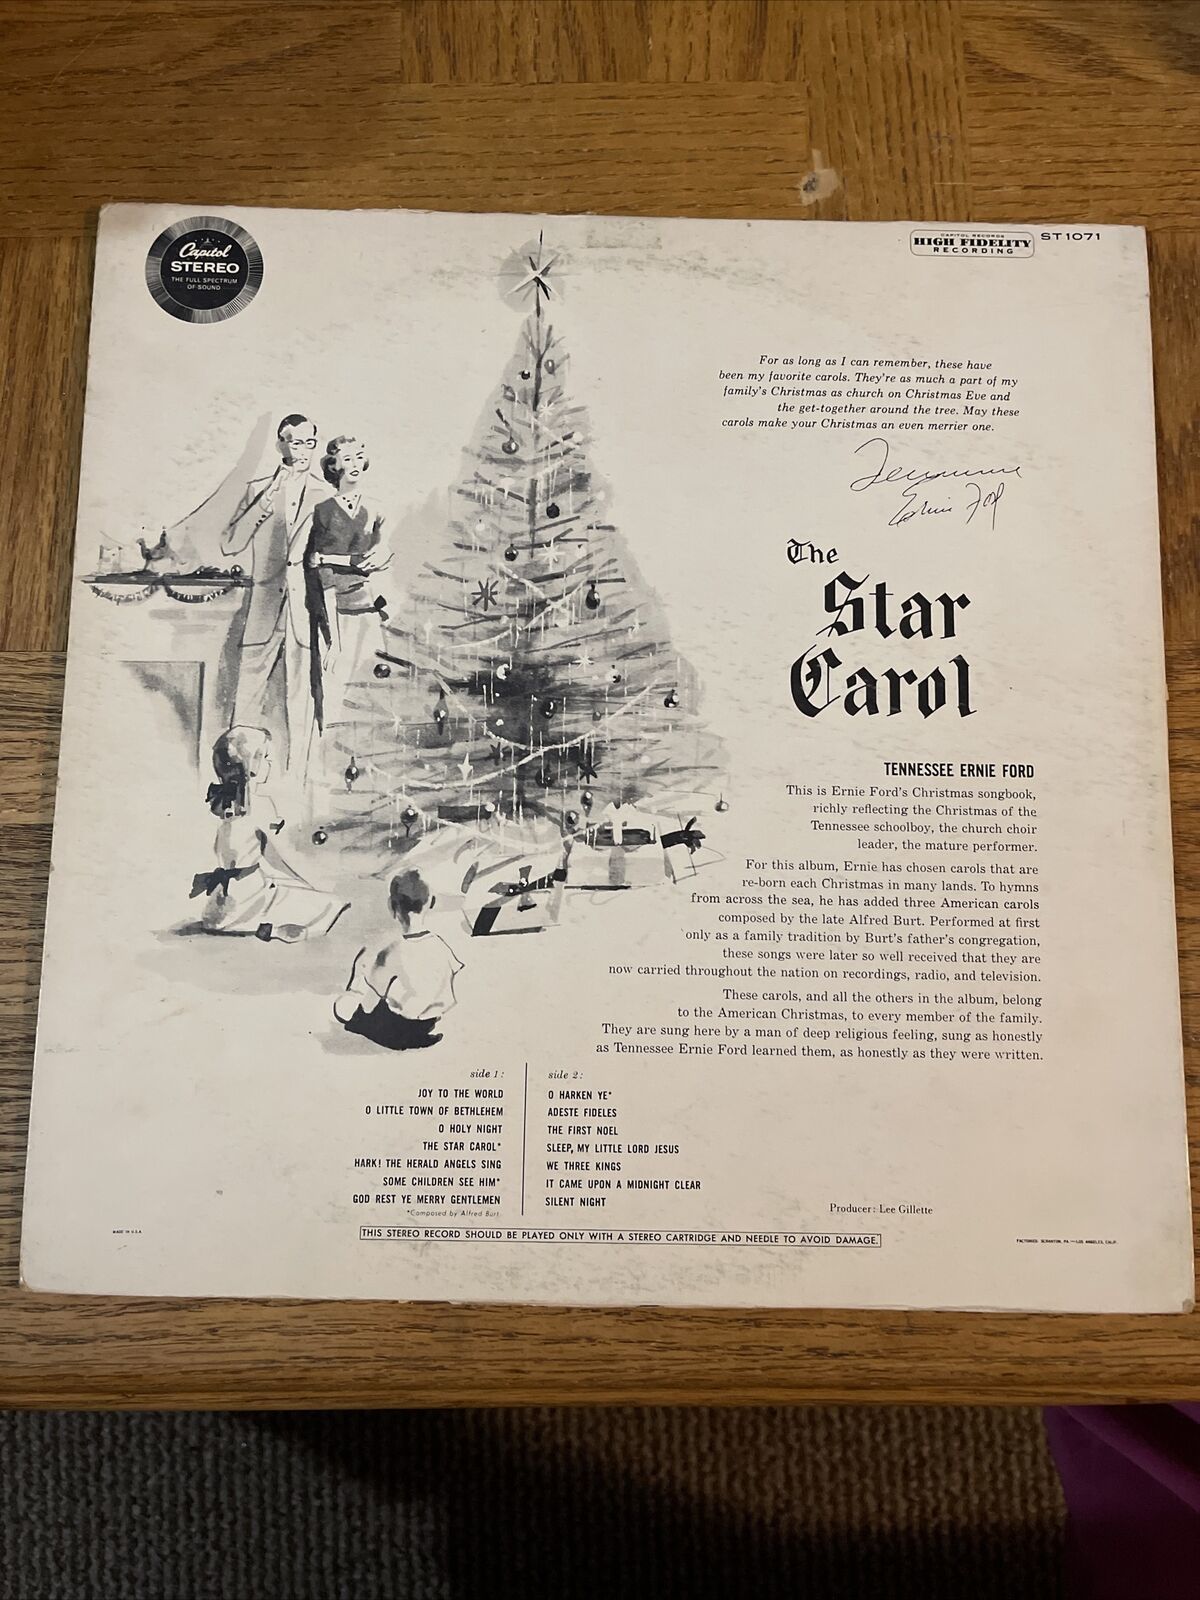 Capitol
STEREO
THE FULL SPECTRUM
OF SOUND
CAPITOL RECORDS
HIGH FIDELITY
RECORDING
ST1071
For as long as I can remember, these have
been my favorite carols. They're as much a part of my
family's Christmas as church on Christmas Eve and
the get-together around the tree. May these
carols make your Christmas an even merrier one.
Tennessee
Ernie Ford
The
Star
Carol
TENNESSEE ERNIE FORD
This is Ernie Ford's Christmas songbook,
richly reflecting the Christmas of the
Tennessee schoolboy, the church choir
leader, the mature performer.
For this album, Ernie has chosen carols that are
re-born each Christmas in many lands. To hymns
from across the sea, he has added three American carols
composed by the late Alfred Burt. Performed at first
only as a family tradition by Burt's father's congregation,
these songs were later so well received that they are
now carried throughout the nation on recordings, radio, and television.
These carols, and all the others in the album, belong
to the American Christmas, to every member of the family.
They are sung here by a man of deep religious feeling, sung as honestly
as Tennessee Ernie Ford learned them, as honestly as they were written.
side 1:
JOY TO THE WORLD
O LITTLE TOWN OF BETHLEHEM
O HOLY NIGHT
THE STAR CAROL*
HARK! THE HERALD ANGELS SING
SOME CHILDREN SEE HIM*
GOD REST YE MERRY GENTLEMEN
*Composed by Alfred Burt
side 2:
O HARKEN YE*
ADESTE FIDELES
THE FIRST NOEL
SLEEP, MY LITTLE LORD JESUS
WE THREE KINGS
IT CAME UPON A MIDNIGHT CLEAR
SILENT NIGHT
Producer: Lee Gillette
MADE IN U.S.A.
THIS STEREO RECORD SHOULD BE PLAYED ONLY WITH A STEREO CARTRIDGE AND NEEDLE TO AVOID DAMAGE.
FACTORIES: SCRANTON, PA.—LOS ANGELES, CALIF.